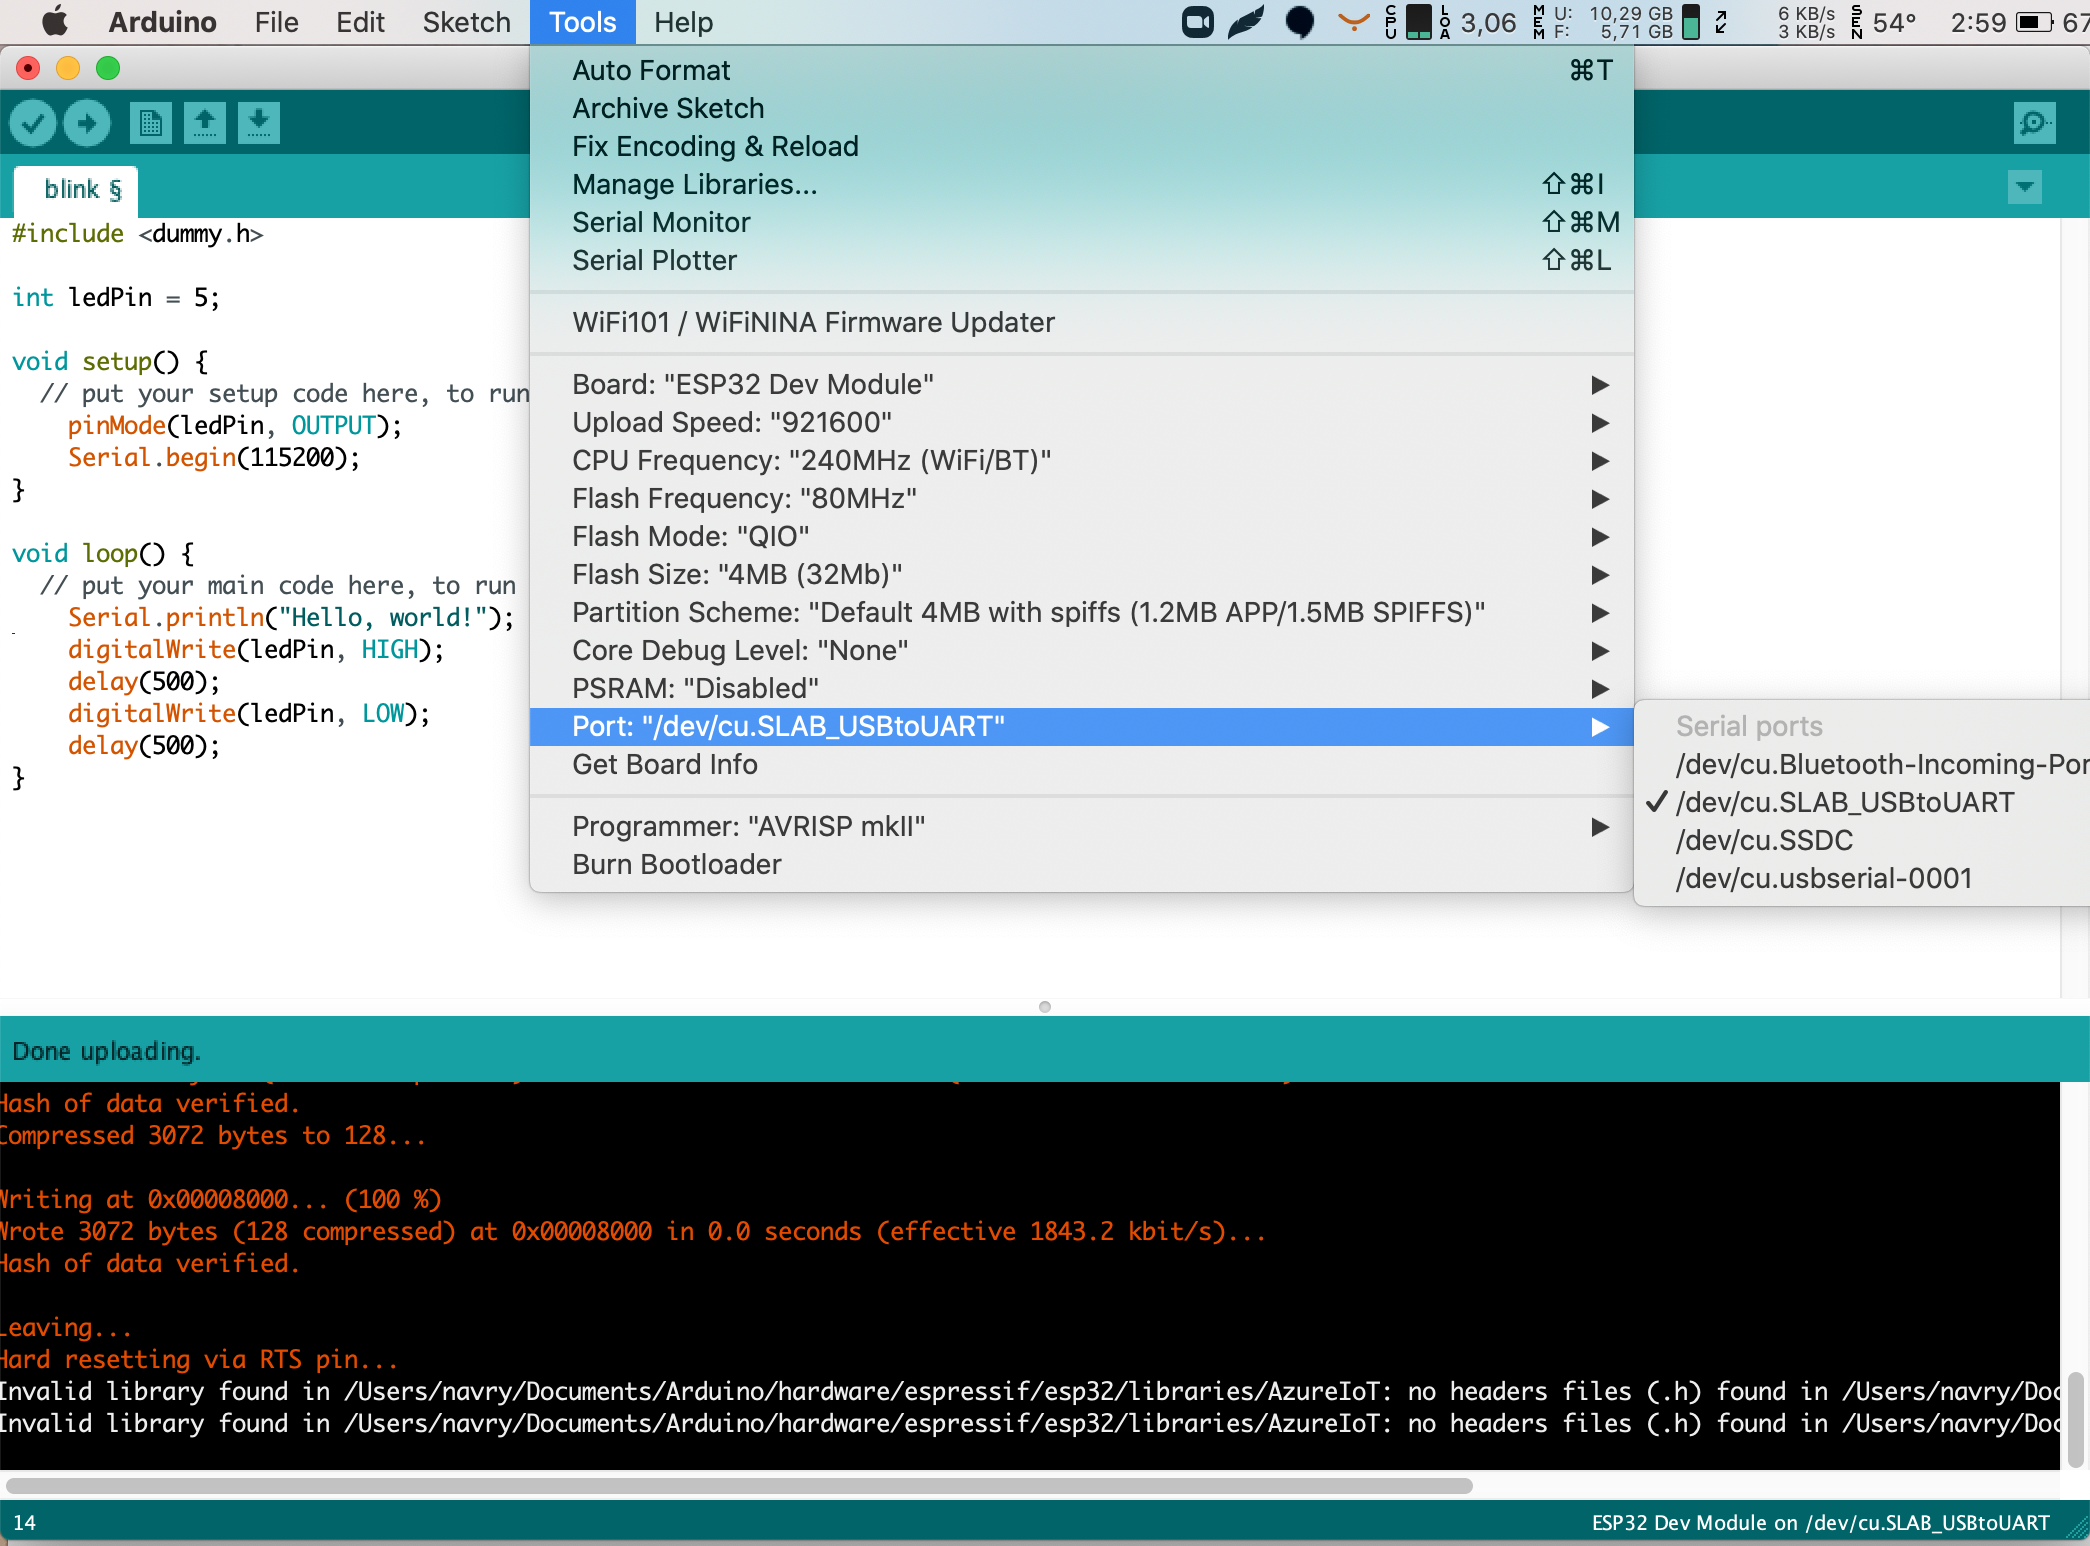 Arduino File Edit Sketch Tools Help CPU LOA 3,06 MEM U: 10,29 GB F: 5,71 GB 6 KB/s 3 KB/s SEN 54° 2:59 67
Auto Format ⌘T
Archive Sketch
Fix Encoding & Reload
Manage Libraries... ⇧⌘I
Serial Monitor ⇧⌘M
Serial Plotter ⇧⌘L
WiFi101 / WiFiNINA Firmware Updater
Board: "ESP32 Dev Module"
Upload Speed: "921600"
CPU Frequency: "240MHz (WiFi/BT)"
Flash Frequency: "80MHz"
Flash Mode: "QIO"
Flash Size: "4MB (32Mb)"
Partition Scheme: "Default 4MB with spiffs (1.2MB APP/1.5MB SPIFFS)"
Core Debug Level: "None"
PSRAM: "Disabled"
Port: "/dev/cu.SLAB_USBtoUART"
Get Board Info
Programmer: "AVRISP mkII"
Burn Bootloader
Serial ports
/dev/cu.Bluetooth-Incoming-Por
✓ /dev/cu.SLAB_USBtoUART
/dev/cu.SSDC
/dev/cu.usbserial-0001
blink §
#include <dummy.h>
int ledPin = 5;
void setup() {
// put your setup code here, to run
pinMode(ledPin, OUTPUT);
Serial.begin(115200);
}
void loop() {
// put your main code here, to run
Serial.println("Hello, world!");
digitalWrite(ledPin, HIGH);
delay(500);
digitalWrite(ledPin, LOW);
delay(500);
}
Done uploading.
Hash of data verified.
Compressed 3072 bytes to 128...
Writing at 0x00008000... (100 %)
Wrote 3072 bytes (128 compressed) at 0x00008000 in 0.0 seconds (effective 1843.2 kbit/s)...
Hash of data verified.
Leaving...
Hard resetting via RTS pin...
Invalid library found in /Users/navry/Documents/Arduino/hardware/espressif/esp32/libraries/AzureIoT: no headers files (.h) found in /Users/navry/Doc
Invalid library found in /Users/navry/Documents/Arduino/hardware/espressif/esp32/libraries/AzureIoT: no headers files (.h) found in /Users/navry/Doc
14 ESP32 Dev Module on /dev/cu.SLAB_USBtoUART